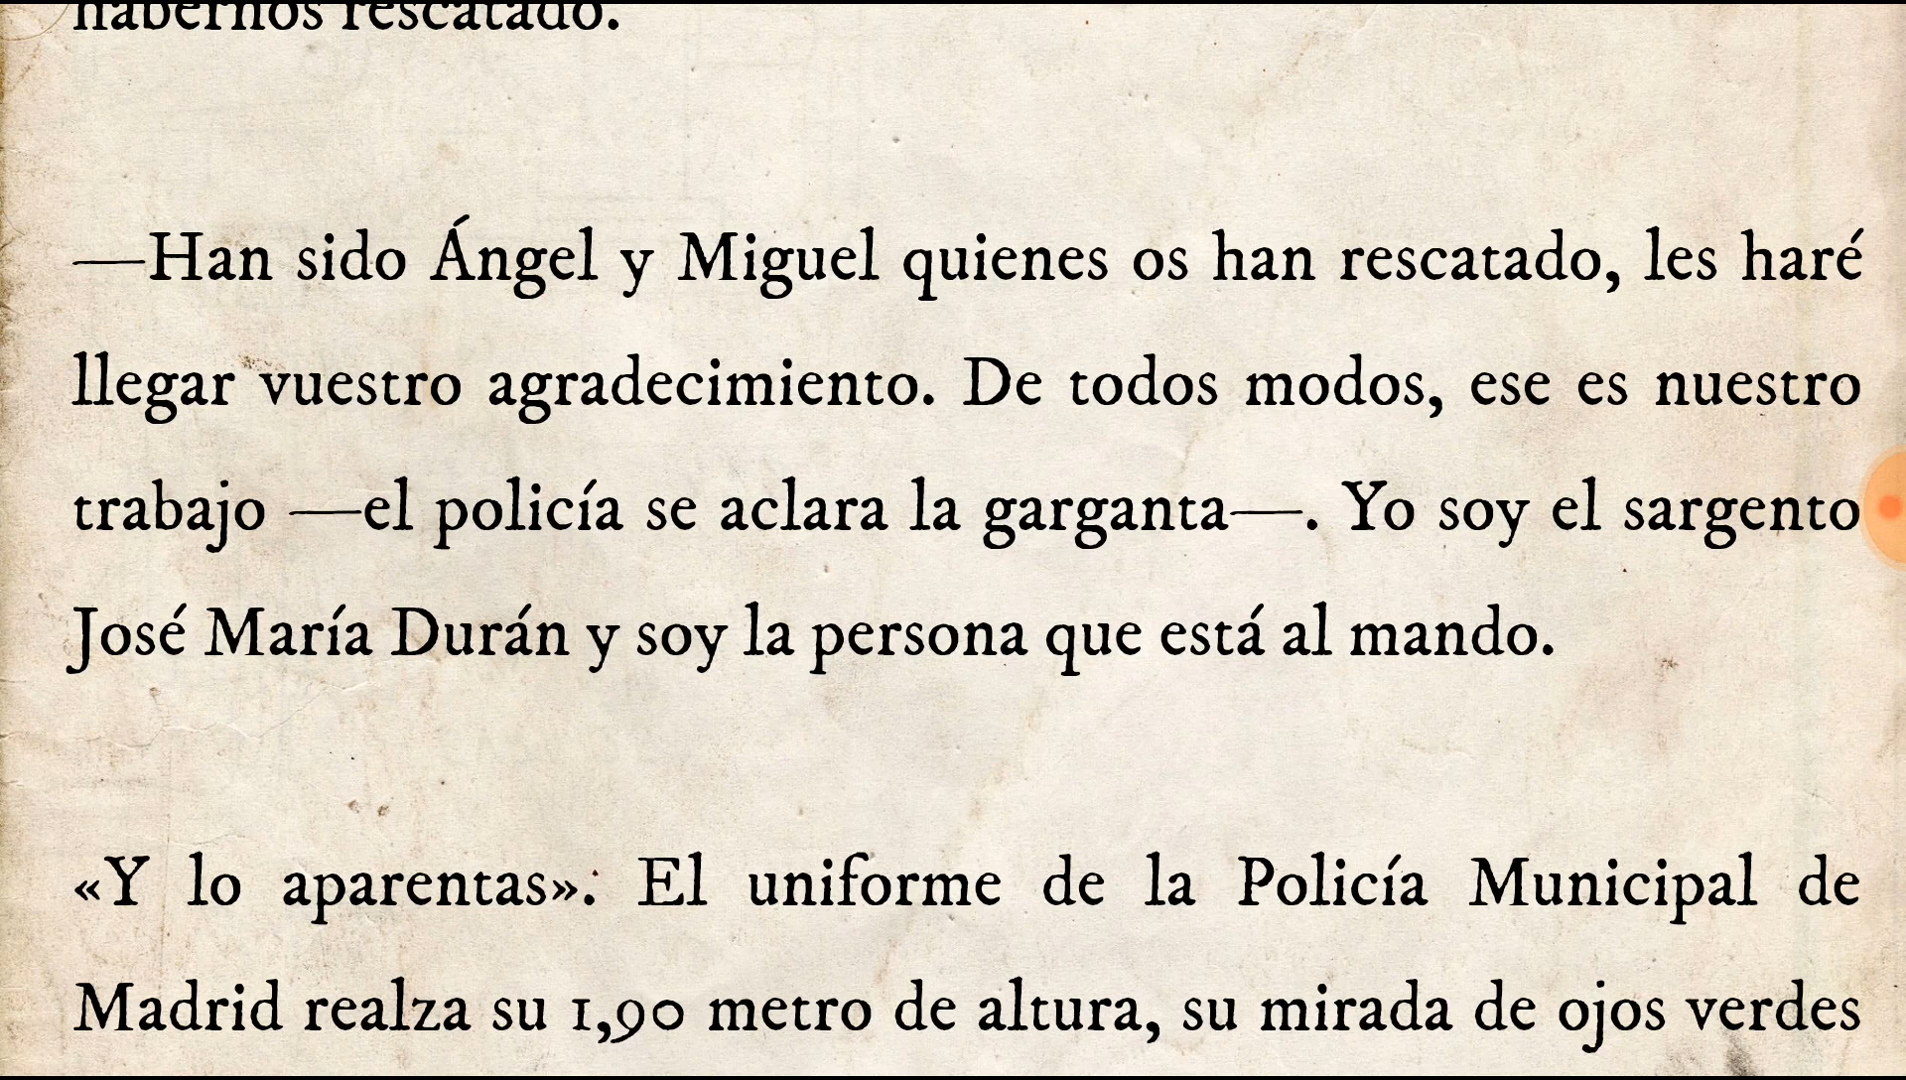 habernos rescatado.
—Han sido Ángel y Miguel quienes os han rescatado, les haré
llegar vuestro agradecimiento. De todos modos, ese es nuestro
trabajo —el policía se aclara la garganta—. Yo soy el sargento
José María Durán y soy la persona que está al mando.
«Y lo aparentas». El uniforme de la Policía Municipal de
Madrid realza su 1,90 metro de altura, su mirada de ojos verdes